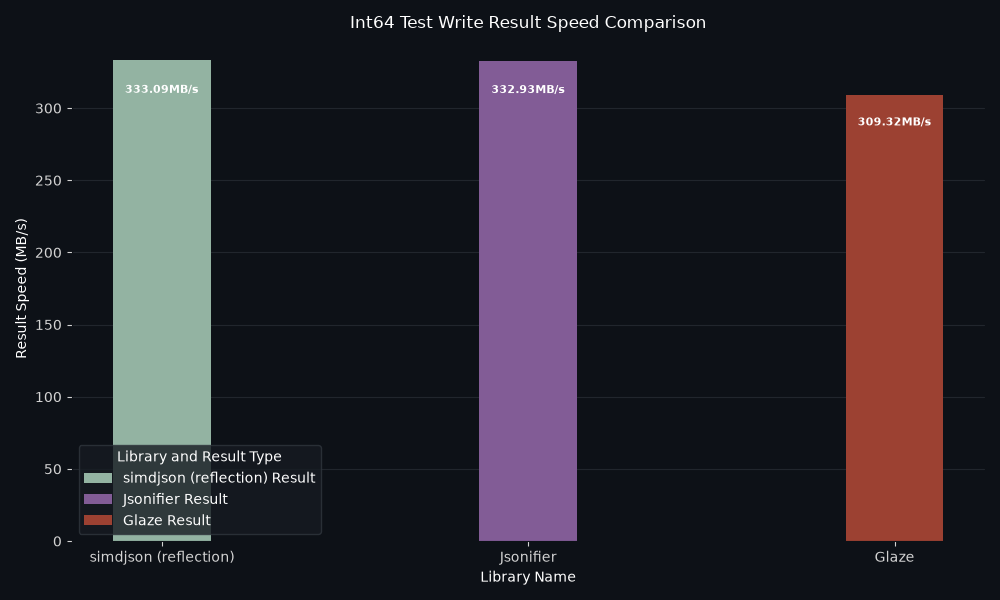 Int64 Test Write Result Speed Comparison
333.09MB/s
332.93MB/s
309.32MB/s
Result Speed (MB/s)
300
250
200
150
100
50
0
Library and Result Type
simdjson (reflection) Result
Jsonifier Result
Glaze Result
simdjson (reflection)
Jsonifier
Glaze
Library Name